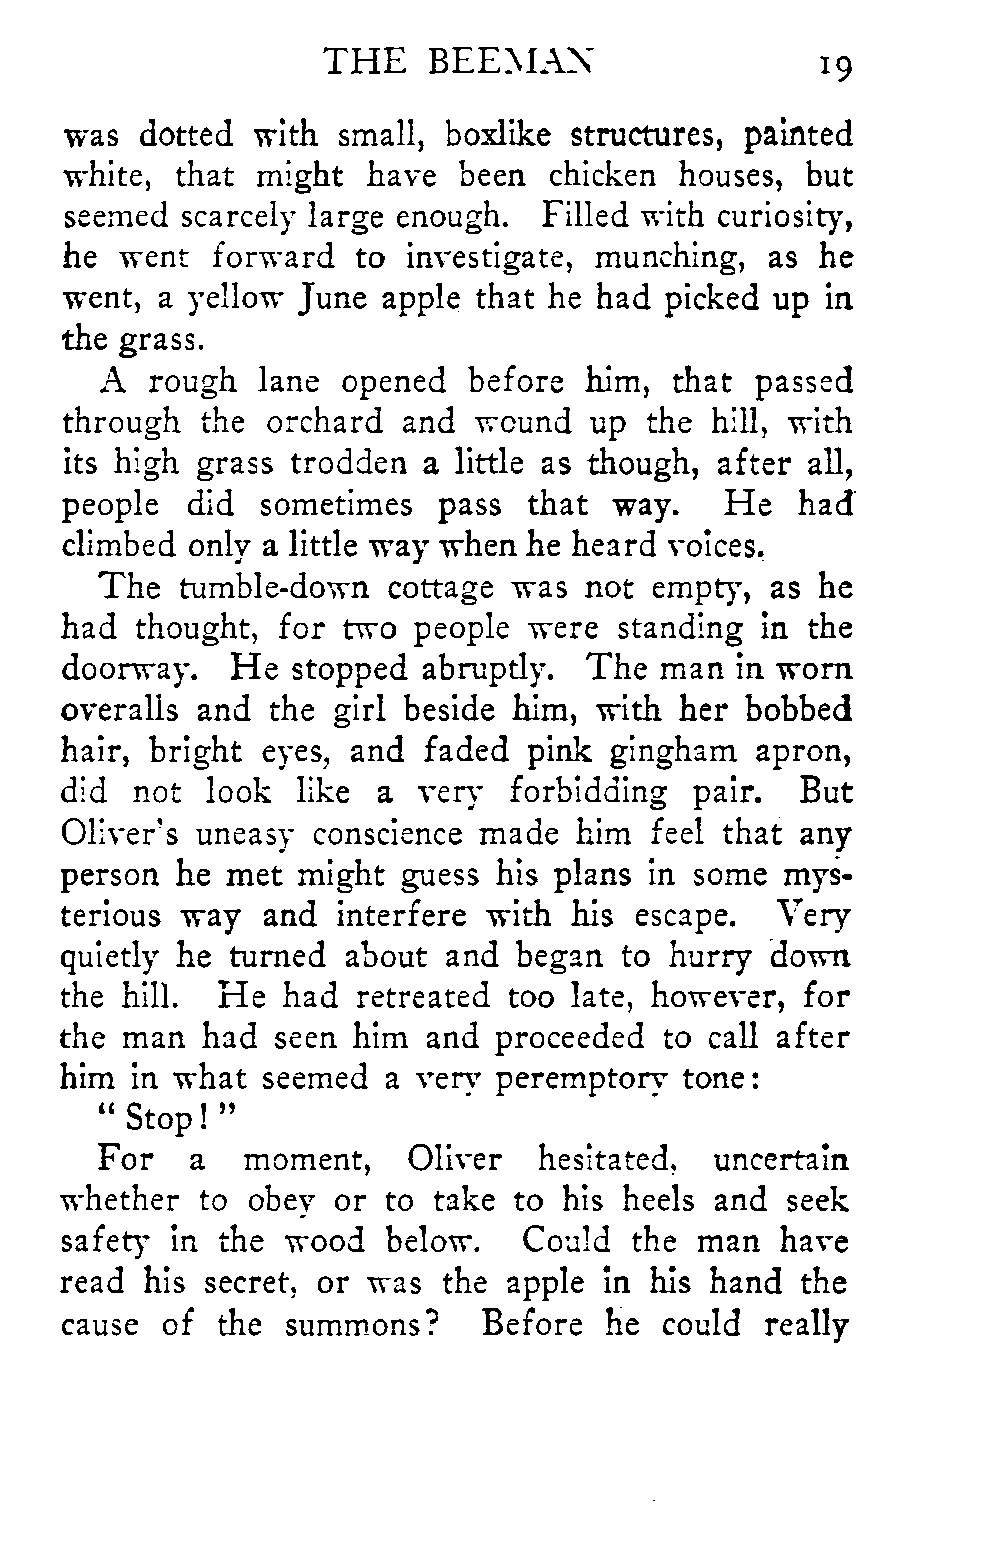 THE BEEMAN 19
was dotted with small, boxlike structures, painted
white, that might have been chicken houses, but
seemed scarcely large enough. Filled with curiosity,
he went forward to investigate, munching, as he
went, a yellow June apple that he had picked up in
the grass.
A rough lane opened before him, that passed
through the orchard and wound up the hill, with
its high grass trodden a little as though, after all,
people did sometimes pass that way. He had
climbed only a little way when he heard voices.
The tumble-down cottage was not empty, as he
had thought, for two people were standing in the
doorway. He stopped abruptly. The man in worn
overalls and the girl beside him, with her bobbed
hair, bright eyes, and faded pink gingham apron,
did not look like a very forbidding pair. But
Oliver's uneasy conscience made him feel that any
person he met might guess his plans in some mys-
terious way and interfere with his escape. Very
quietly he turned about and began to hurry down
the hill. He had retreated too late, however, for
the man had seen him and proceeded to call after
him in what seemed a very peremptory tone:
"Stop!"
For a moment, Oliver hesitated, uncertain
whether to obey or to take to his heels and seek
safety in the wood below. Could the man have
read his secret, or was the apple in his hand the
cause of the summons? Before he could really